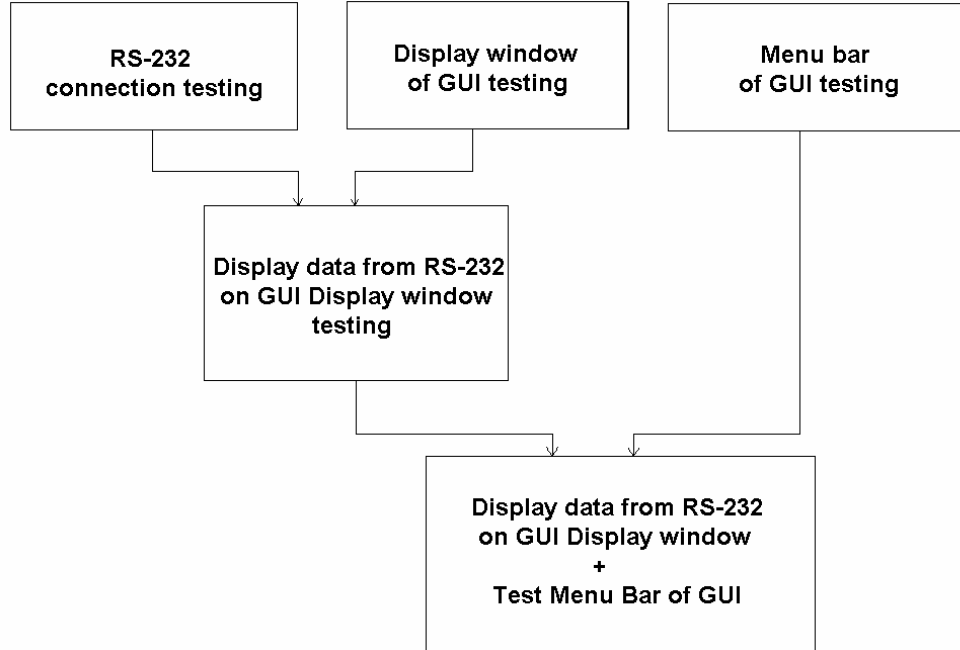 RS-232
connection testing
Display window
of GUI testing
Menu bar
of GUI testing
Display data from RS-232
on GUI Display window
testing
Display data from RS-232
on GUI Display window
+
Test Menu Bar of GUI